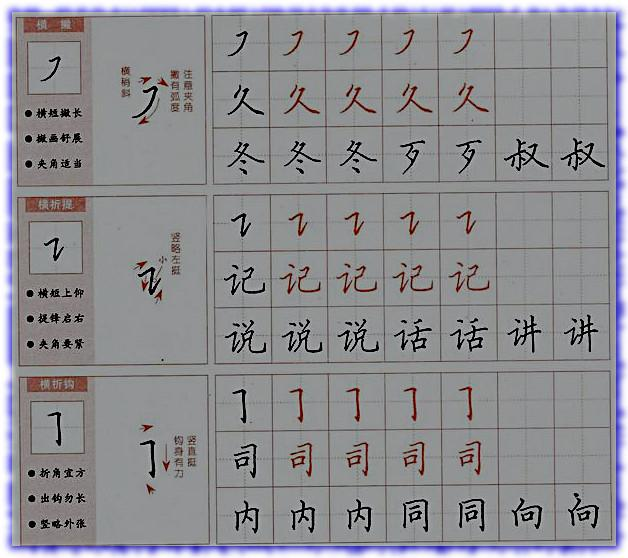 横撇
㇇
横短撇长
撇画舒展
夹角适当
横稍斜
撇有弧度
注意夹角
㇇ ㇇ ㇇ ㇇ ㇇
久 久 久 久 久
冬 冬 冬 歹 歹 叔 叔
横折提
㇊
横短上仰
提锋启右
夹角要紧
竖略左挺
小
㇊ ㇊ ㇊ ㇊ ㇊
记 记 记 记 记
说 说 说 话 话 讲 讲
横折钩
𠃌
折角宜方
出钩勿长
竖略外张
竖直挺
钩身有力
𠃌 𠃌 𠃌 𠃌 𠃌
司 司 司 司 司
内 内 内 同 同 向 向